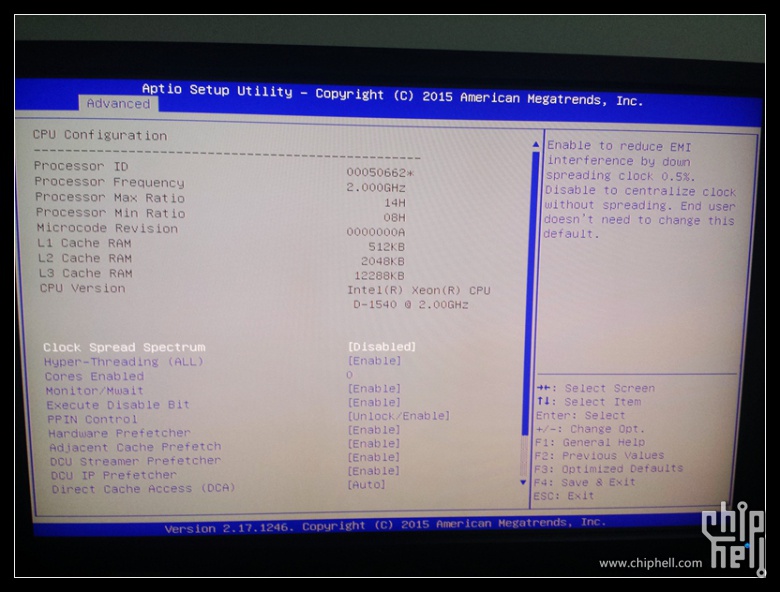 Aptio Setup Utility - Copyright (C) 2015 American Megatrends, Inc.
Advanced
CPU Configuration
--------------------------------------------------
Processor ID 00050662*
Processor Frequency 2.000GHz
Processor Max Ratio 14H
Processor Min Ratio 08H
Microcode Revision 0000000A
L1 Cache RAM 512KB
L2 Cache RAM 2048KB
L3 Cache RAM 12288KB
CPU Version Intel(R) Xeon(R) CPU
D-1540 @ 2.00GHz
Clock Spread Spectrum [Disabled]
Hyper-Threading (ALL) [Enable]
Cores Enabled 0
Monitor/Mwait [Enable]
Execute Disable Bit [Enable]
PPIN Control [Unlock/Enable]
Hardware Prefetcher [Enable]
Adjacent Cache Prefetch [Enable]
DCU Streamer Prefetcher [Enable]
DCU IP Prefetcher [Enable]
Direct Cache Access (DCA) [Auto]
Enable to reduce EMI
interference by down
spreading clock 0.5%.
Disable to centralize clock
without spreading. End user
doesn't need to change this
default.
→←: Select Screen
↑↓: Select Item
Enter: Select
+/-: Change Opt.
F1: General Help
F2: Previous Values
F3: Optimized Defaults
F4: Save & Exit
ESC: Exit
Version 2.17.1246. Copyright (C) 2015 American Megatrends, Inc.
www.chiphell.com
chip
hell